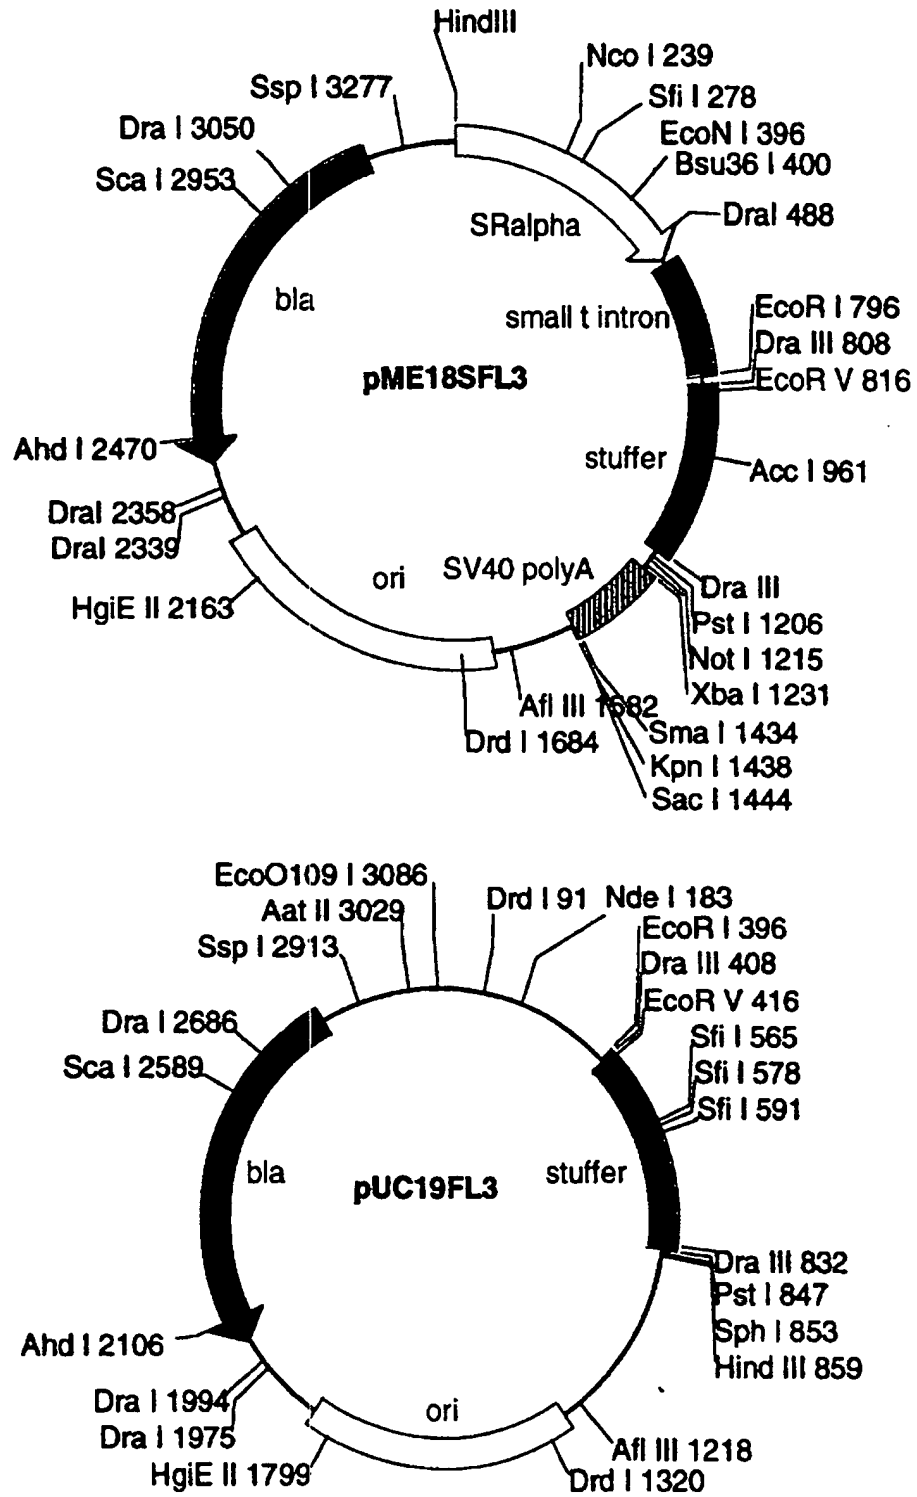 HindIII
Nco I 239
Ssp I 3277
Sfi I 278
Dra I 3050
EcoN I 396
Bsu36 I 400
Sca I 2953
DraI 488
SRalpha
bla
small t intron
EcoR I 796
Dra III 808
pME18SFL3
EcoR V 816
Ahd I 2470
stuffer
Acc I 961
DraI 2358
DraI 2339
ori
SV40 polyA
HgiE II 2163
Dra III
Pst I 1206
Not I 1215
Xba I 1231
Afl III 1682
Sma I 1434
Drd I 1684
Kpn I 1438
Sac I 1444
EcoO109 I 3086
Aat II 3029
Drd I 91
Nde I 183
EcoR I 396
Ssp I 2913
Dra III 408
EcoR V 416
Dra I 2686
Sfi I 565
Sca I 2589
Sfi I 578
Sfi I 591
bla
stuffer
pUC19FL3
Dra III 832
Pst I 847
Sph I 853
Ahd I 2106
Hind III 859
Dra I 1994
ori
Dra I 1975
Afl III 1218
HgiE II 1799
Drd I 1320